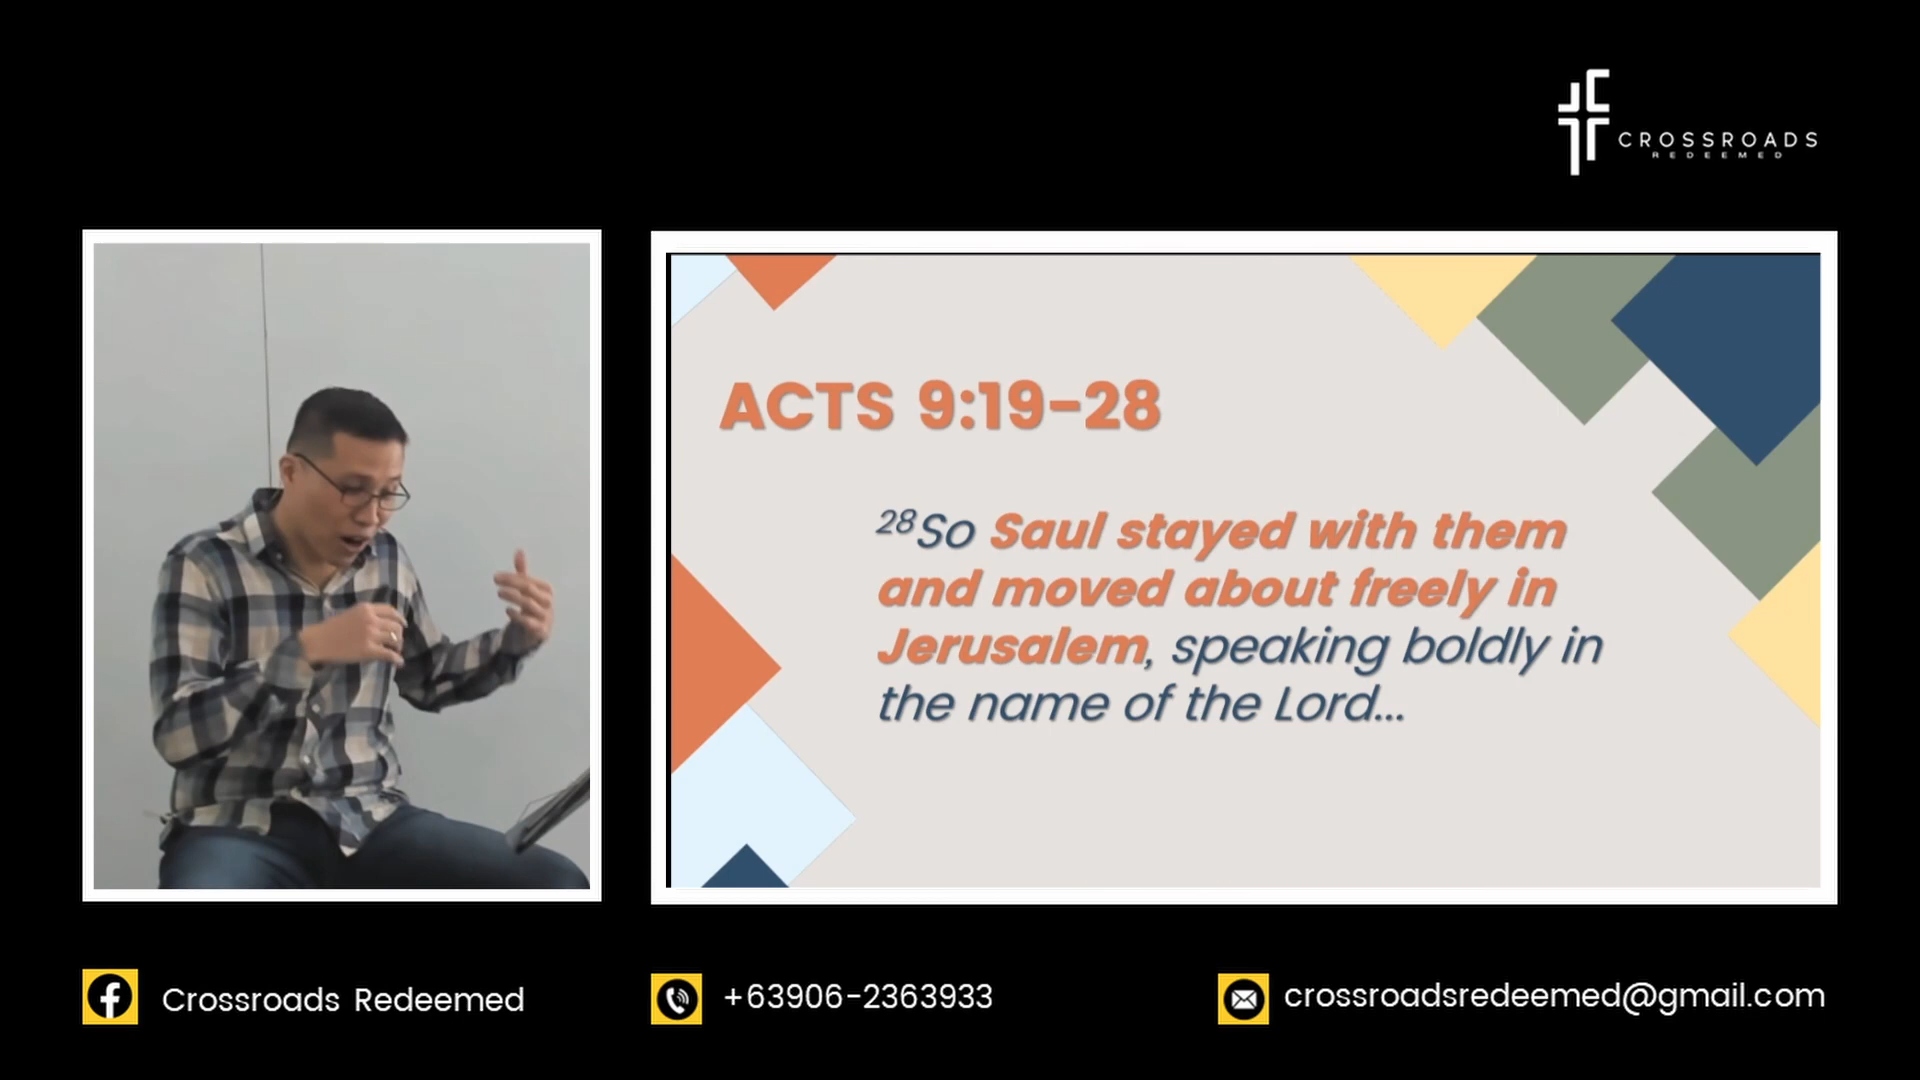 CROSSROADS
REDEEMED
ACTS 9:19-28
28So Saul stayed with them
and moved about freely in
Jerusalem, speaking boldly in
the name of the Lord...
Crossroads Redeemed
+63906-2363933
crossroadsredeemed@gmail.com